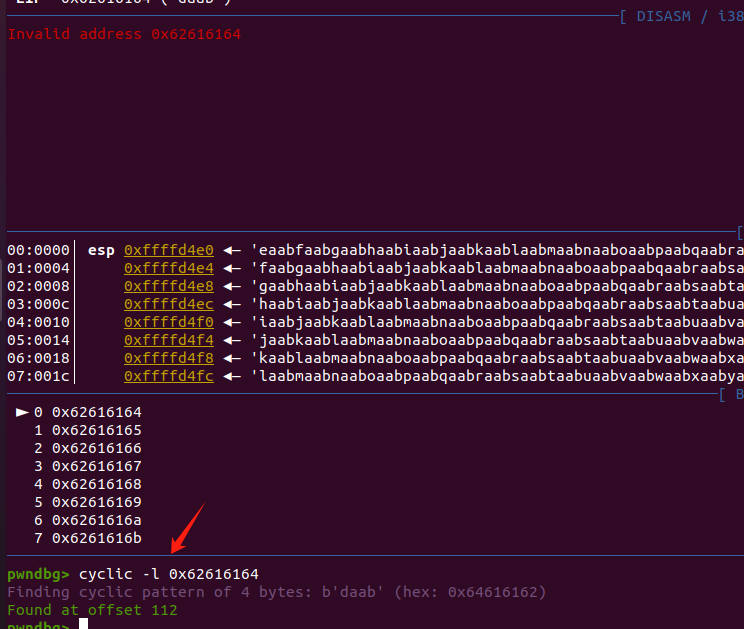 EIP  0x62616164 ('daab')
[ DISASM / i38
Invalid address 0x62616164
[
00:0000│ esp 0xffffd4e0 ◂— 'eaabfaabgaabhaabiaabjaabkaablaabmaabnaaboaabpaabqaabra
01:0004│     0xffffd4e4 ◂— 'faabgaabhaabiaabjaabkaablaabmaabnaaboaabpaabqaabraabsa
02:0008│     0xffffd4e8 ◂— 'gaabhaabiaabjaabkaablaabmaabnaaboaabpaabqaabraabsaabta
03:000c│     0xffffd4ec ◂— 'haabiaabjaabkaablaabmaabnaaboaabpaabqaabraabsaabtaabua
04:0010│     0xffffd4f0 ◂— 'iaabjaabkaablaabmaabnaaboaabpaabqaabraabsaabtaabuaabva
05:0014│     0xffffd4f4 ◂— 'jaabkaablaabmaabnaaboaabpaabqaabraabsaabtaabuaabvaabwa
06:0018│     0xffffd4f8 ◂— 'kaablaabmaabnaaboaabpaabqaabraabsaabtaabuaabvaabwaabxa
07:001c│     0xffffd4fc ◂— 'laabmaabnaaboaabpaabqaabraabsaabtaabuaabvaabwaabxaabya
[ B
► 0 0x62616164
1 0x62616165
2 0x62616166
3 0x62616167
4 0x62616168
5 0x62616169
6 0x6261616a
7 0x6261616b
pwndbg> cyclic -l 0x62616164
Finding cyclic pattern of 4 bytes: b'daab' (hex: 0x64616162)
Found at offset 112
pwndbg>